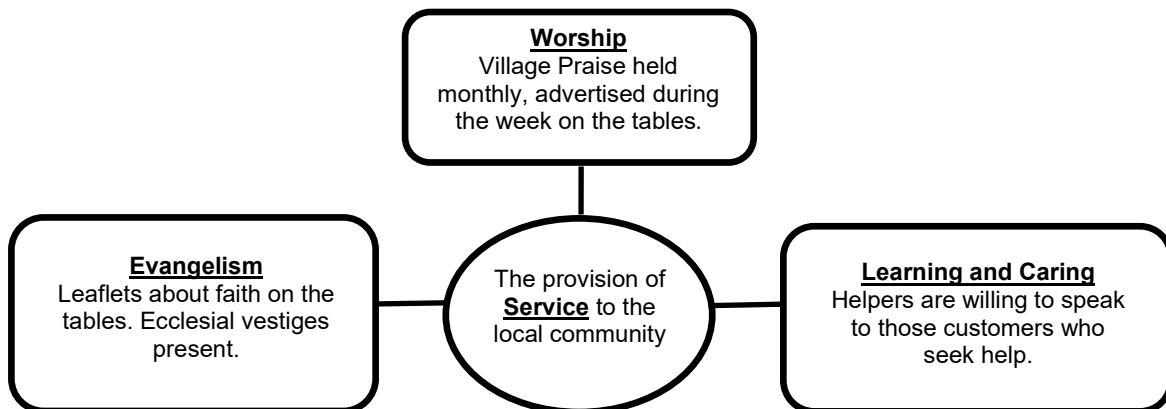 Worship
Village Praise held
monthly, advertised during
the week on the tables.
Evangelism
Leaflets about faith on the
tables. Ecclesial vestiges
present.
The provision of
Service to the
local community
Learning and Caring
Helpers are willing to speak
to those customers who
seek help.